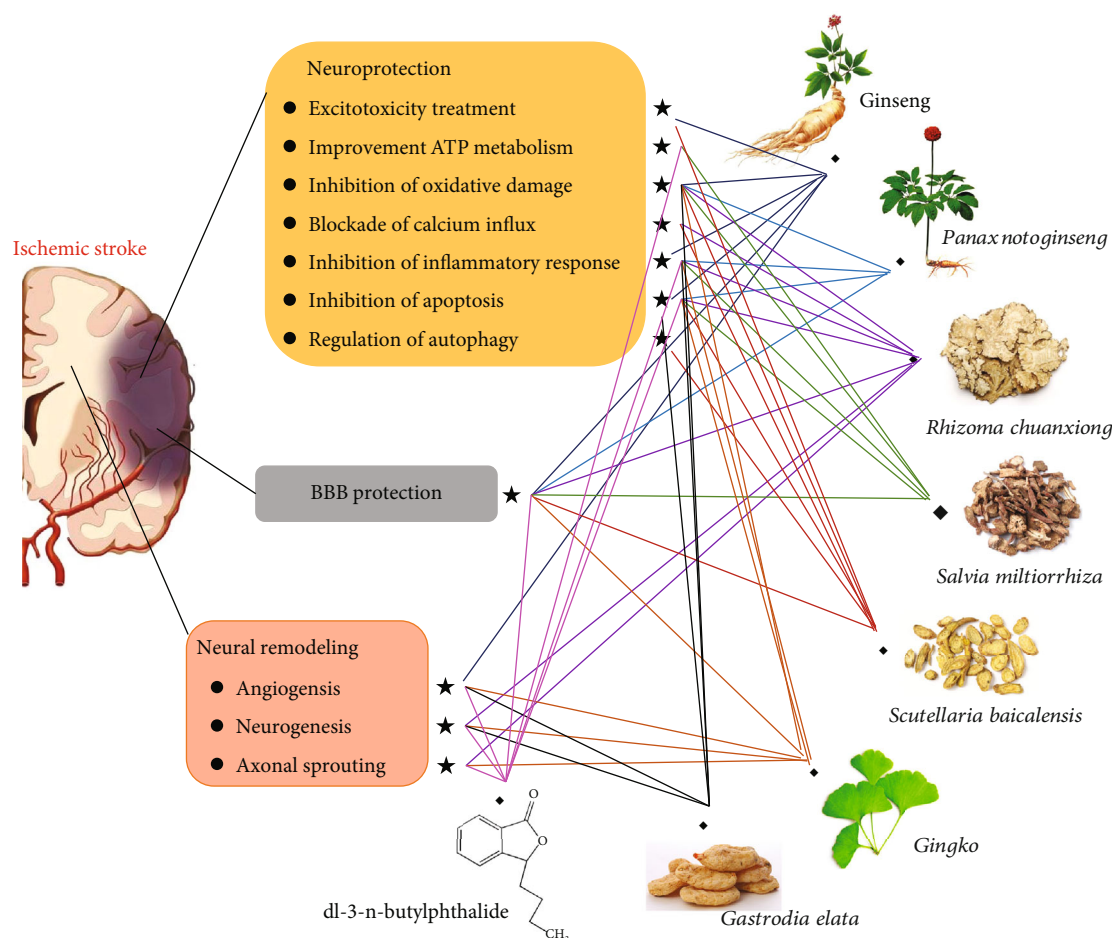 Neuroprotection
● Excitotoxicity treatment
● Improvement ATP metabolism
● Inhibition of oxidative damage
● Blockade of calcium influx
● Inhibition of inflammatory response
● Inhibition of apoptosis
● Regulation of autophagy
Ischemic stroke
BBB protection
Neural remodeling
● Angiogensis
● Neurogenesis
● Axonal sprouting
Ginseng
Panax notoginseng
Rhizoma chuanxiong
Salvia miltiorrhiza
Scutellaria baicalensis
Gingko
Gastrodia elata
O
O
CH3
dl-3-n-butylphthalide